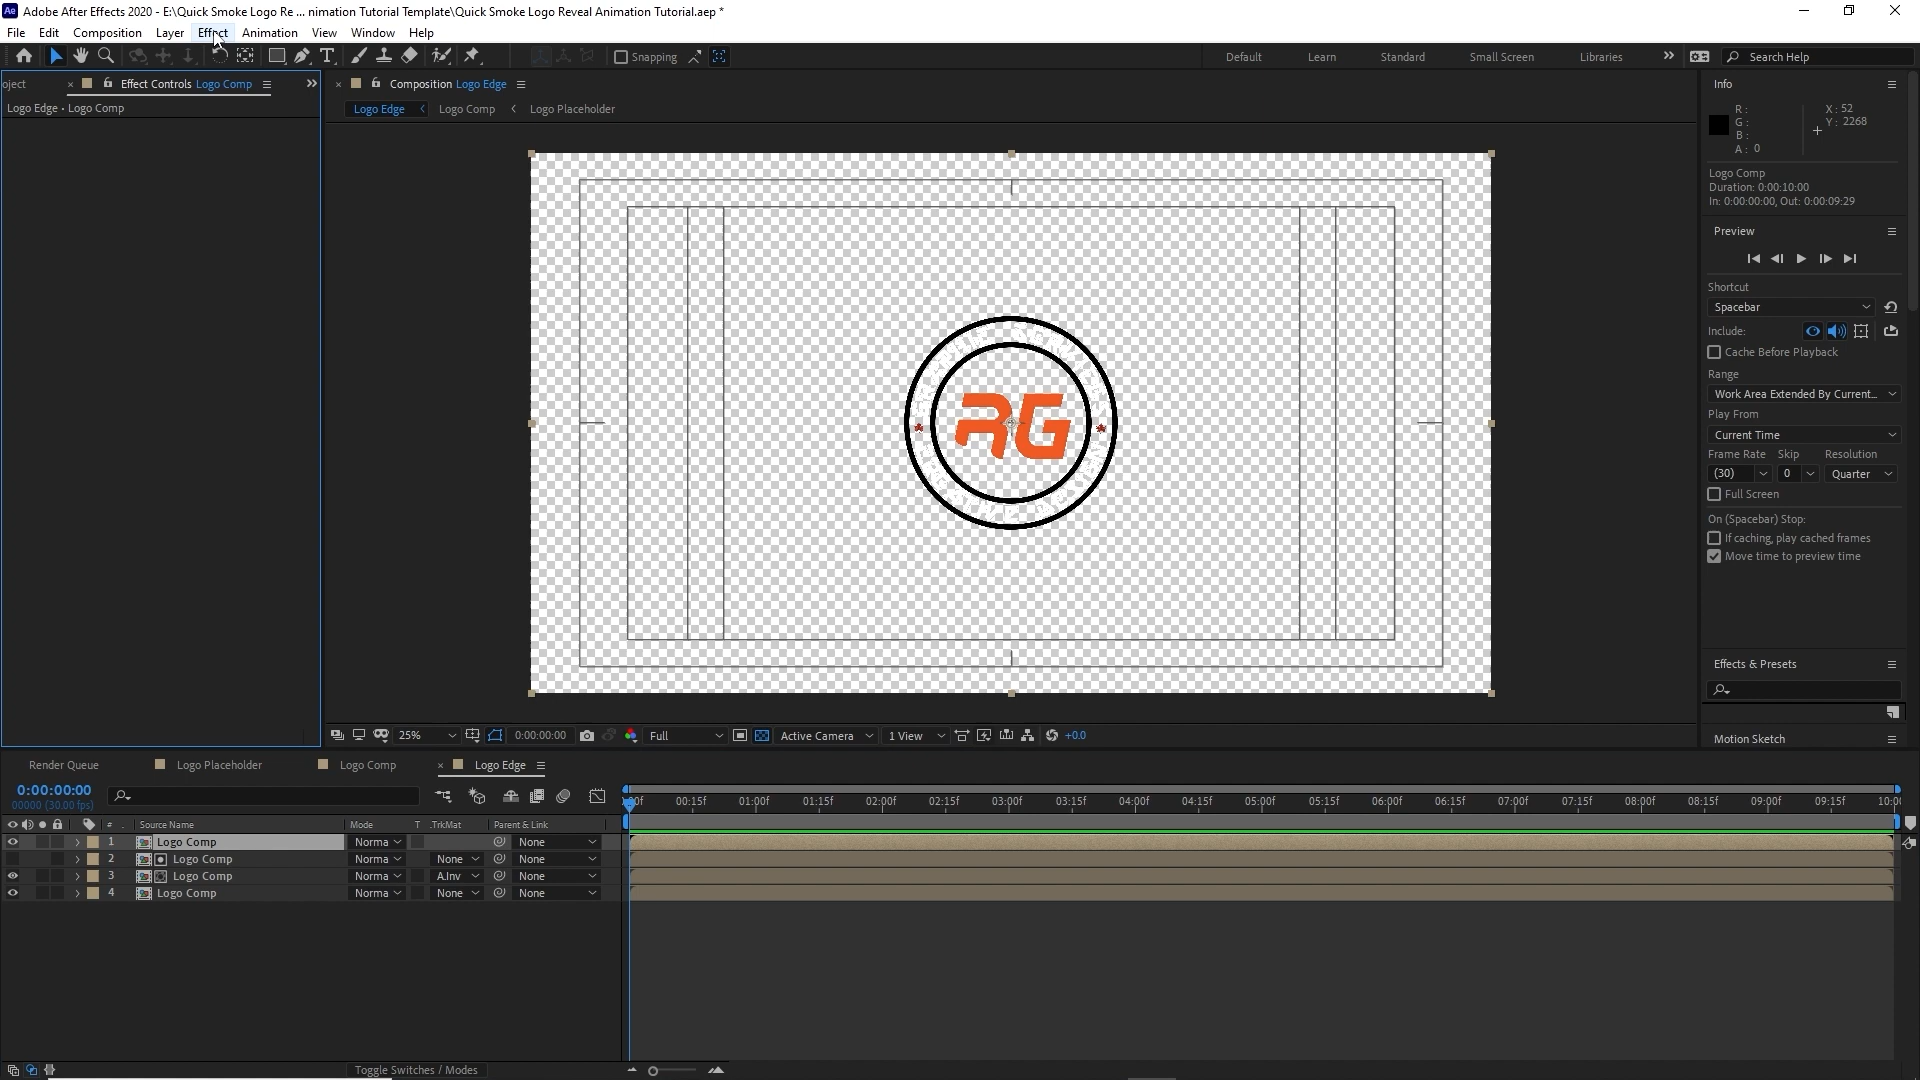 Adobe After Effects 2020 - E:\Quick Smoke Logo Re ... nimation Tutorial Template\Quick Smoke Logo Reveal Animation Tutorial.aep *
File Edit Composition Layer Effect Animation View Window Help
Snapping Default Learn Standard Small Screen Libraries Search Help
oject Effect Controls Logo Comp
Logo Edge • Logo Comp
Composition Logo Edge
Logo Edge Logo Comp Logo Placeholder
RG
25% 0:00:00:00 Full Active Camera 1 View +0.0
Info
R :
G :
B :
A : 0
X : 52
Y : 2268
Logo Comp
Duration: 0:00:10:00
In: 0:00:00:00, Out: 0:00:09:29
Preview
Shortcut
Spacebar
Include:
Cache Before Playback
Range
Work Area Extended By Current...
Play From
Current Time
Frame Rate Skip Resolution
(30) 0 Quarter
Full Screen
On (Spacebar) Stop:
If caching, play cached frames
Move time to preview time
Effects & Presets
Motion Sketch
Render Queue Logo Placeholder Logo Comp Logo Edge
0:00:00:00
00000 (30.00 fps)
00:15f 01:00f 01:15f 02:00f 02:15f 03:00f 03:15f 04:00f 04:15f 05:00f 05:15f 06:00f 06:15f 07:00f 07:15f 08:00f 08:15f 09:00f 09:15f 10:0
# Source Name Mode T .TrkMat Parent & Link
1 Logo Comp Norma None
2 Logo Comp Norma None None
3 Logo Comp Norma A.Inv None
4 Logo Comp Norma None None
Toggle Switches / Modes